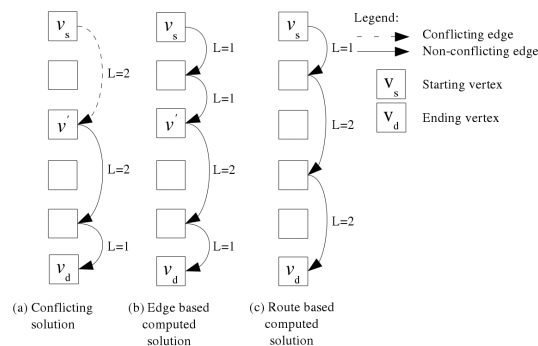 v_s
L=2
v'
L=2
L=1
v_d
(a) Conflicting
solution
v_s
L=1
L=1
v'
L=2
L=1
v_d
(b) Edge based
computed
solution
v_s
L=1
L=2
L=2
v_d
(c) Route based
computed
solution
Legend:
Conflicting edge
Non-conflicting edge
v_s Starting vertex
v_d Ending vertex